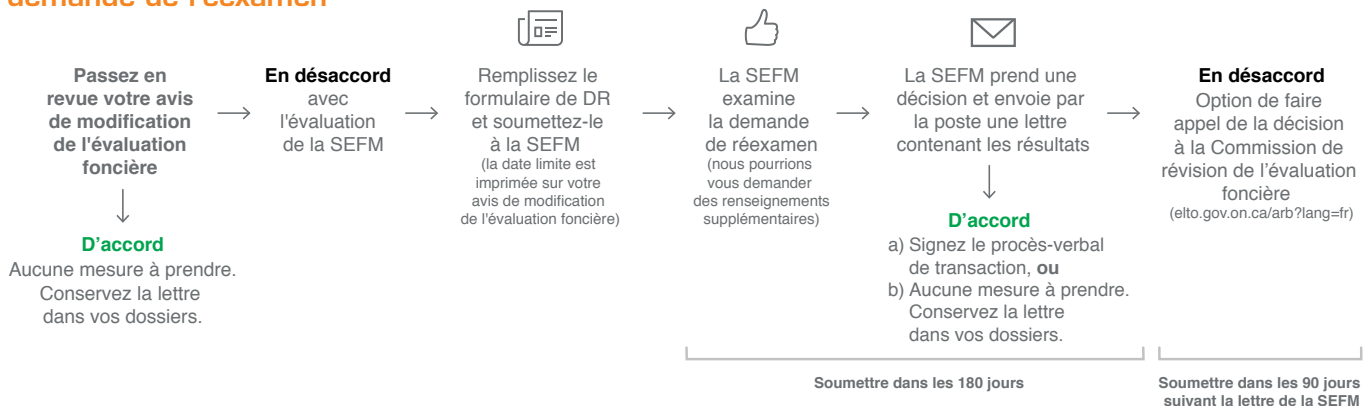 demande de réexamen
Passez en
revue votre avis
de modification
de l'évaluation
foncière
D'accord
Aucune mesure à prendre.
Conservez la lettre
dans vos dossiers.
En désaccord
avec
l'évaluation
de la SEFM
Remplissez le
formulaire de DR
et soumettez-le
à la SEFM
(la date limite est
imprimée sur votre
avis de modification
de l'évaluation foncière)
La SEFM
examine
la demande
de réexamen
(nous pourrions
vous demander
des renseignements
supplémentaires)
La SEFM prend une
décision et envoie par
la poste une lettre
contenant les résultats
D’accord
a) Signez le procès-verbal
de transaction, ou
b) Aucune mesure à prendre.
Conservez la lettre
dans vos dossiers.
En désaccord
Option de faire
appel de la décision
à la Commission de
révision de l’évaluation
foncière
(elto.gov.on.ca/arb?lang=fr)
Soumettre dans les 180 jours
Soumettre dans les 90 jours
suivant la lettre de la SEFM